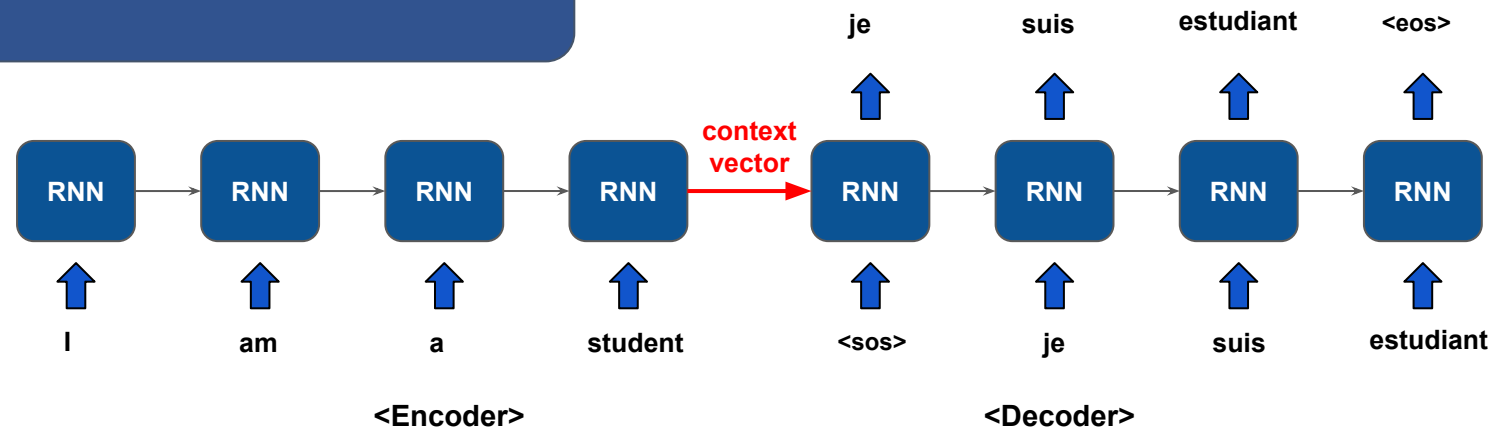 je suis estudiant <eos>
context
vector
RNN RNN RNN RNN RNN RNN RNN RNN
I am a student <sos> je suis estudiant
<Encoder> <Decoder>